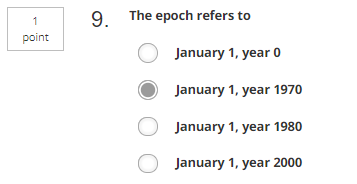 1
point
9. The epoch refers to
January 1, year 0
January 1, year 1970
January 1, year 1980
January 1, year 2000